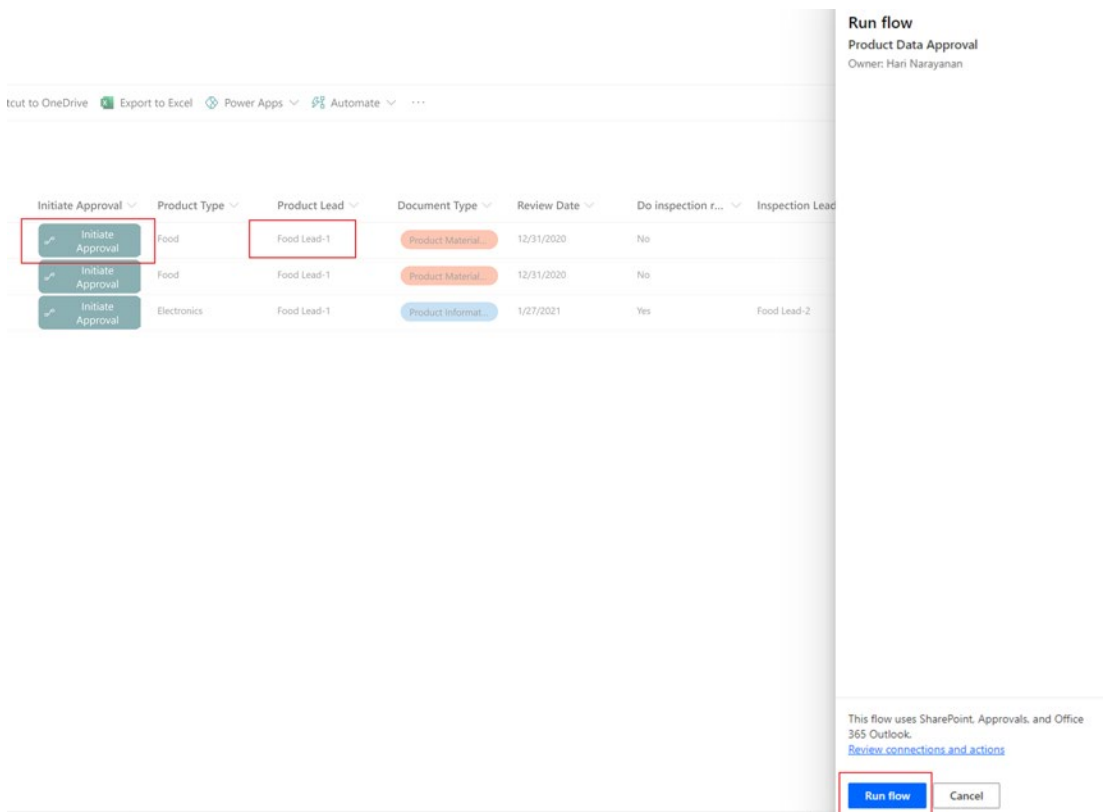 Run flow
Product Data Approval
Owner: Hari Narayanan
tcut to OneDrive Export to Excel Power Apps Automate ...
Initiate Approval Product Type Product Lead Document Type Review Date Do inspection r... Inspection Lead
Initiate Approval Food Food Lead-1 Product Material... 12/31/2020 No
Initiate Approval Food Food Lead-1 Product Material... 12/31/2020 No
Initiate Approval Electronics Food Lead-1 Product Informat... 1/27/2021 Yes Food Lead-2
This flow uses SharePoint, Approvals, and Office
365 Outlook.
Review connections and actions
Run flow Cancel